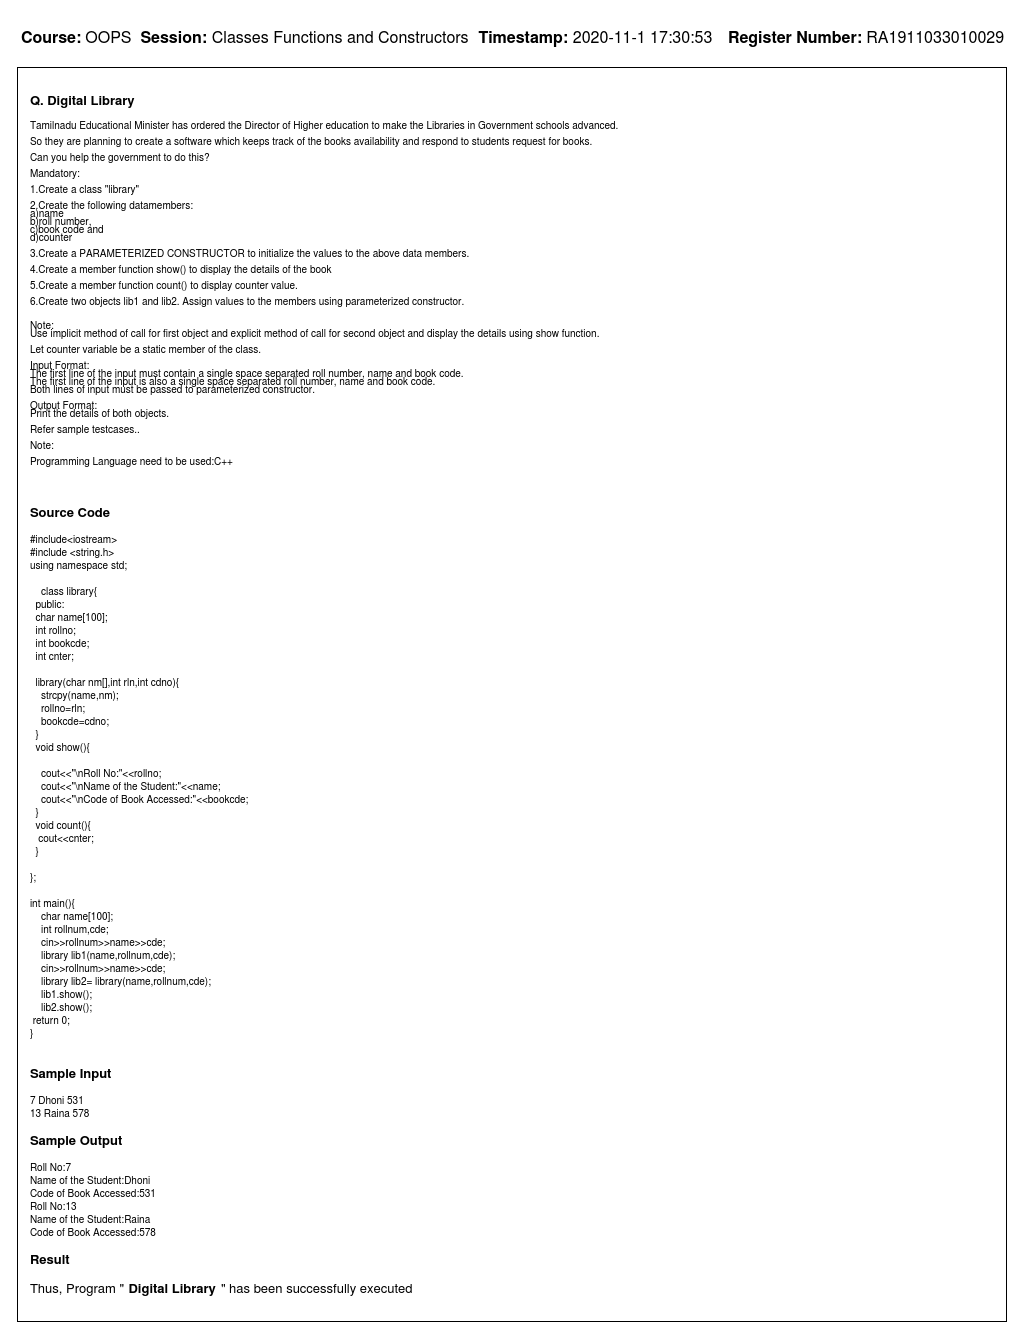 Course: OOPS Session: Classes Functions and Constructors Timestamp: 2020-11-1 17:30:53 Register Number: RA1911033010029
Q. Digital Library
Tamilnadu Educational Minister has ordered the Director of Higher education to make the Libraries in Government schools advanced.
So they are planning to create a software which keeps track of the books availability and respond to students request for books.
Can you help the government to do this?
Mandatory:
1.Create a class "library"
2.Create the following datamembers:
a)name
b)roll number,
c)book code and
d)counter
3.Create a PARAMETERIZED CONSTRUCTOR to initialize the values to the above data members.
4.Create a member function show() to display the details of the book
5.Create a member function count() to display counter value.
6.Create two objects lib1 and lib2. Assign values to the members using parameterized constructor.
Note:
Use implicit method of call for first object and explicit method of call for second object and display the details using show function.
Let counter variable be a static member of the class.
Input Format:
The first line of the input must contain a single space separated roll number, name and book code.
The first line of the input is also a single space separated roll number, name and book code.
Both lines of input must be passed to parameterized constructor.
Output Format:
Print the details of both objects.
Refer sample testcases..
Note:
Programming Language need to be used:C++
Source Code
#include<iostream>
#include <string.h>
using namespace std;
class library{
public:
char name[100];
int rollno;
int bookcde;
int cnter;
library(char nm[],int rln,int cdno){
strcpy(name,nm);
rollno=rln;
bookcde=cdno;
}
void show(){
cout<<"\nRoll No:"<<rollno;
cout<<"\nName of the Student:"<<name;
cout<<"\nCode of Book Accessed:"<<bookcde;
}
void count(){
cout<<cnter;
}
};
int main(){
char name[100];
int rollnum,cde;
cin>>rollnum>>name>>cde;
library lib1(name,rollnum,cde);
cin>>rollnum>>name>>cde;
library lib2= library(name,rollnum,cde);
lib1.show();
lib2.show();
return 0;
}
Sample Input
7 Dhoni 531
13 Raina 578
Sample Output
Roll No:7
Name of the Student:Dhoni
Code of Book Accessed:531
Roll No:13
Name of the Student:Raina
Code of Book Accessed:578
Result
Thus, Program " Digital Library " has been successfully executed